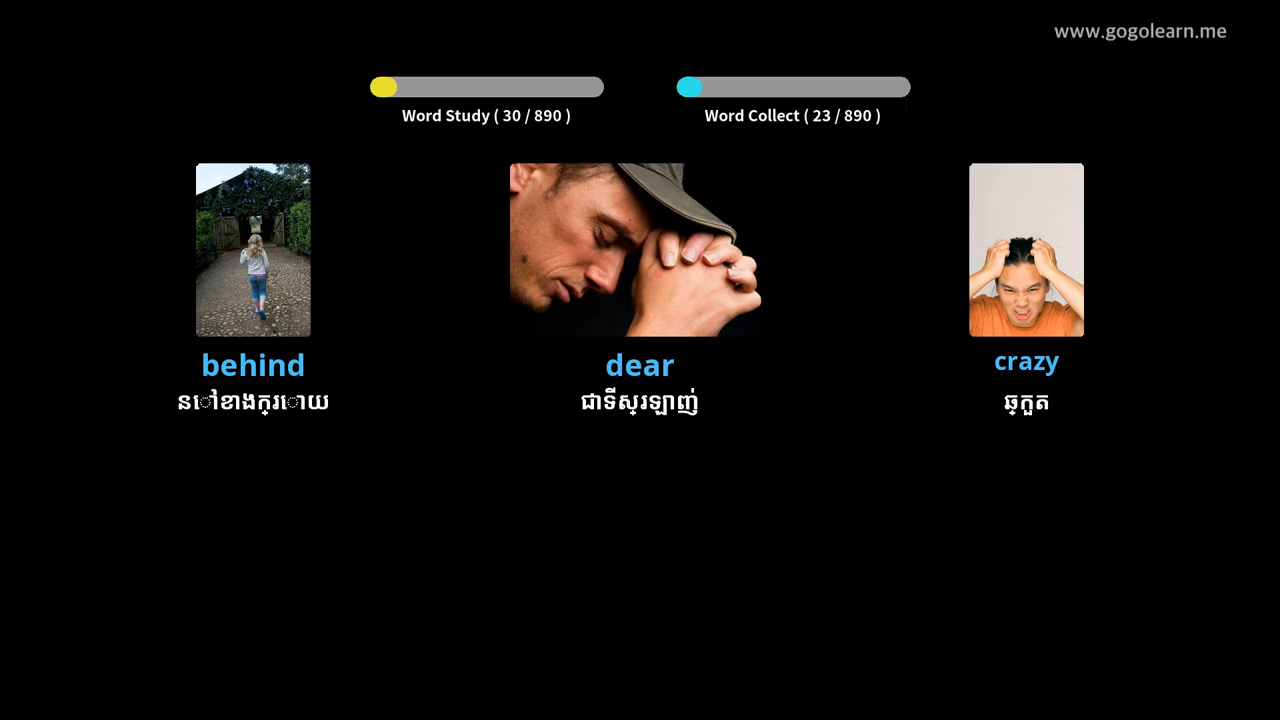 www.gogolearn.me
Word Study ( 30 / 890 )
Word Collect ( 23 / 890 )
behind
dear
crazy
នៅខាងក្រោយ
ជាទីស្រឡាញ់
ឆ្កួត